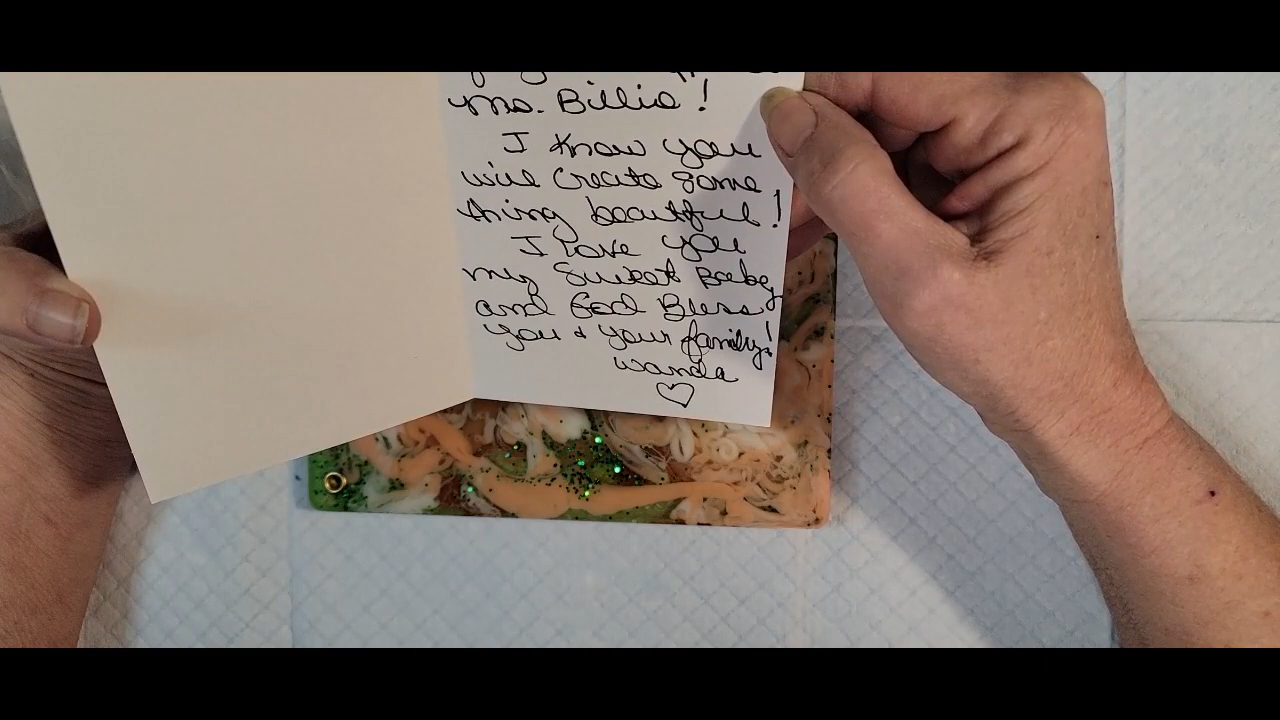 Ms. Billie!
I know you
will create some
thing beautiful!
I love you
my Sweet Baby
and God Bless
you & your family!
Wanda